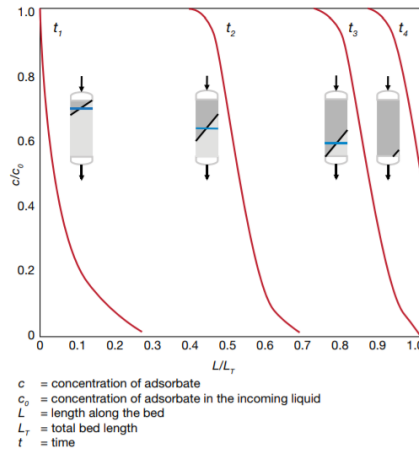 1.0
0.8
0.6
0.4
0.2
0
c/c₀
t₁
t₂
t₃
t₄
0 0.1 0.2 0.3 0.4 0.5 0.6 0.7 0.8 0.9 1.0
L/L_T
c = concentration of adsorbate
c₀ = concentration of adsorbate in the incoming liquid
L = length along the bed
L_T = total bed length
t = time